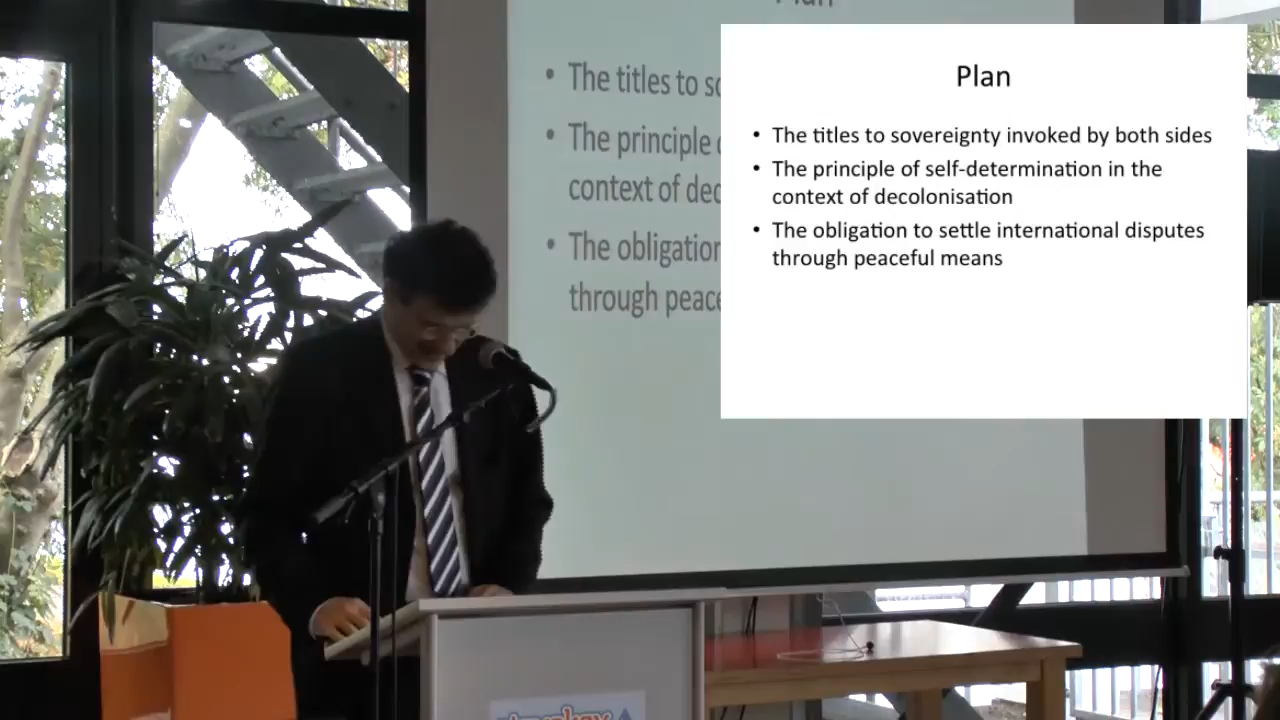 Plan
• The titles to so
• The principle
context of dec
• The obligation
through peace
Plan
• The titles to sovereignty invoked by both sides
• The principle of self-determination in the
context of decolonisation
• The obligation to settle international disputes
through peaceful means